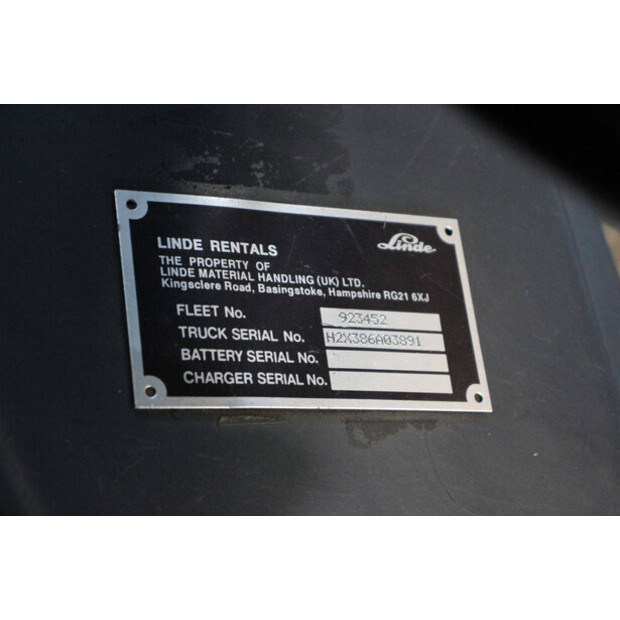 Linde
LINDE RENTALS
THE PROPERTY OF
LINDE MATERIAL HANDLING (UK) LTD.
Kingsclere Road, Basingstoke, Hampshire RG21 6XJ
FLEET No. 923452
TRUCK SERIAL No. H2X386A03891
BATTERY SERIAL No.
CHARGER SERIAL No.